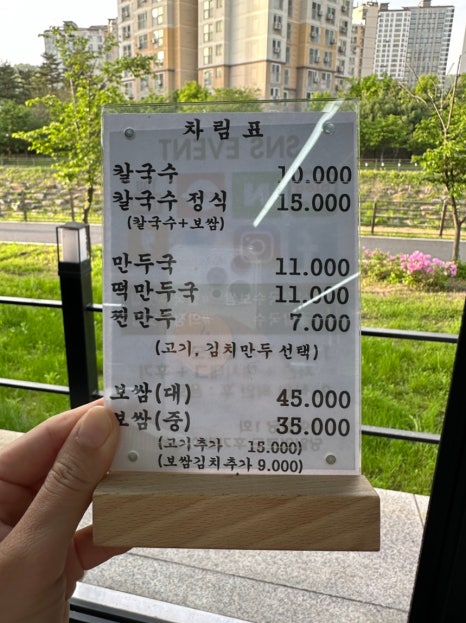 차림표
칼국수 10.000
칼국수 정식 15.000
(칼국수+보쌈)
만두국 11.000
떡만두국 11.000
찐만두 7.000
(고기, 김치만두 선택)
보쌈(대) 45.000
보쌈(중) 35.000
(고기추가 15.000)
(보쌈김치추가 9.000)
SNS EVENT